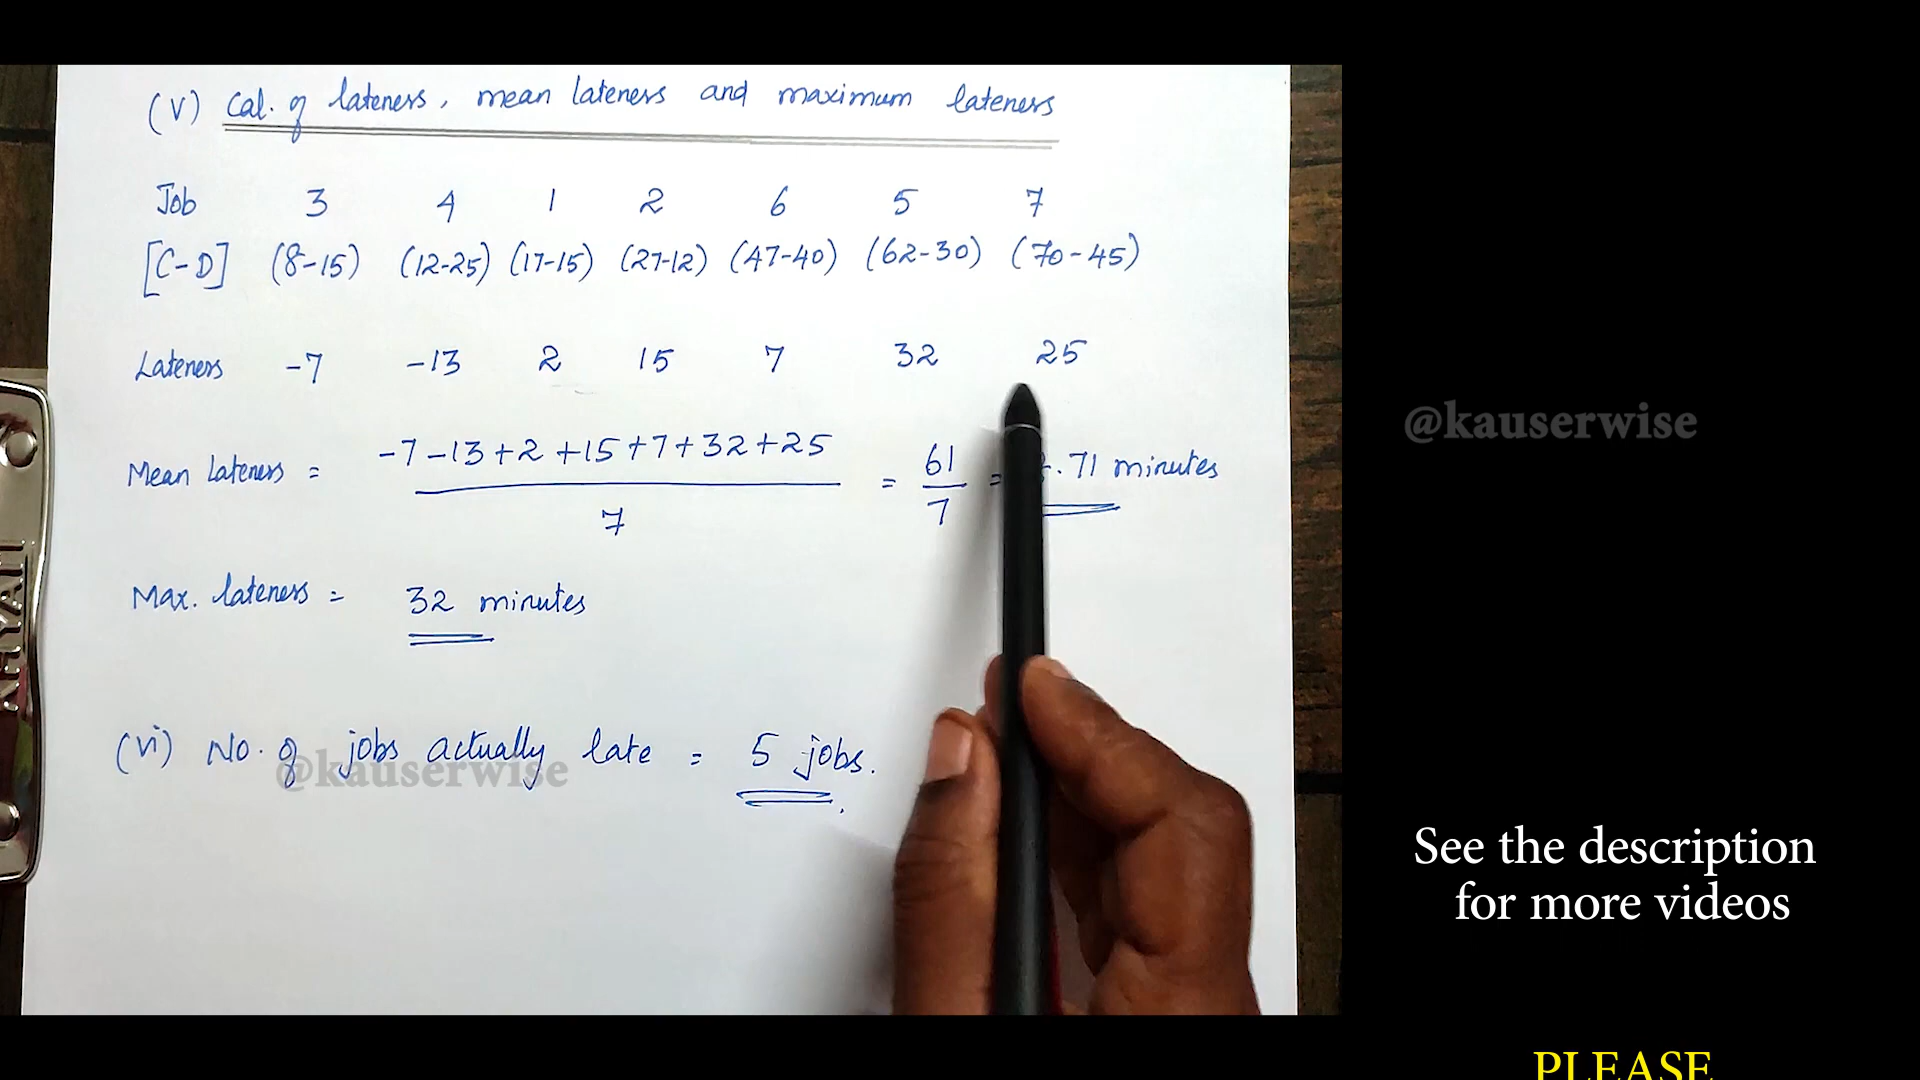 (V) Cal. of lateness, mean lateness and maximum lateness
Job 3 4 1 2 6 5 7
[C-D] (8-15) (12-25) (17-15) (27-12) (47-40) (62-30) (70-45)
Lateness -7 -13 2 15 7 32 25
Mean Lateness = -7-13+2+15+7+32+25 / 7 = 61 / 7 = .71 minutes
Max. lateness = 32 minutes
(Vi) No. of jobs actually late = 5 jobs.
@kauserwise
@kauserwise
See the description
for more videos
PLEASE